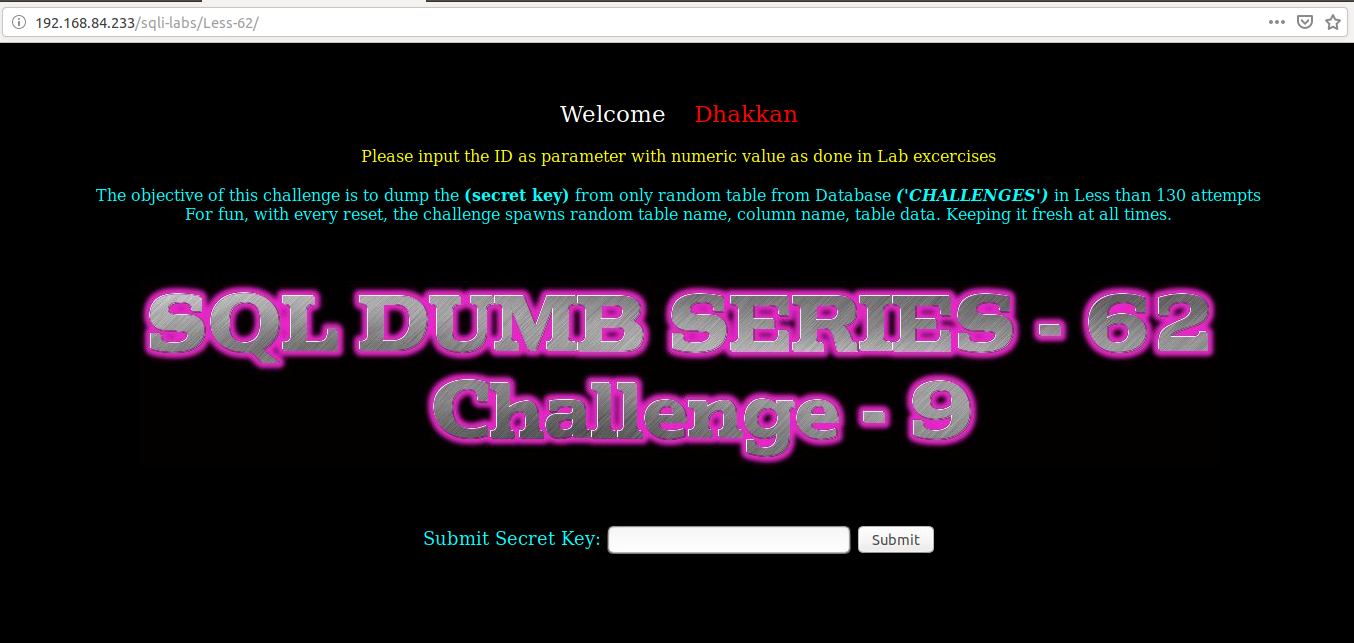 192.168.84.233/sqli-labs/Less-62/
Welcome Dhakkan
Please input the ID as parameter with numeric value as done in Lab excercises
The objective of this challenge is to dump the (secret key) from only random table from Database ('CHALLENGES') in Less than 130 attempts
For fun, with every reset, the challenge spawns random table name, column name, table data. Keeping it fresh at all times.
SQL DUMB SERIES - 62
Challenge - 9
Submit Secret Key: Submit